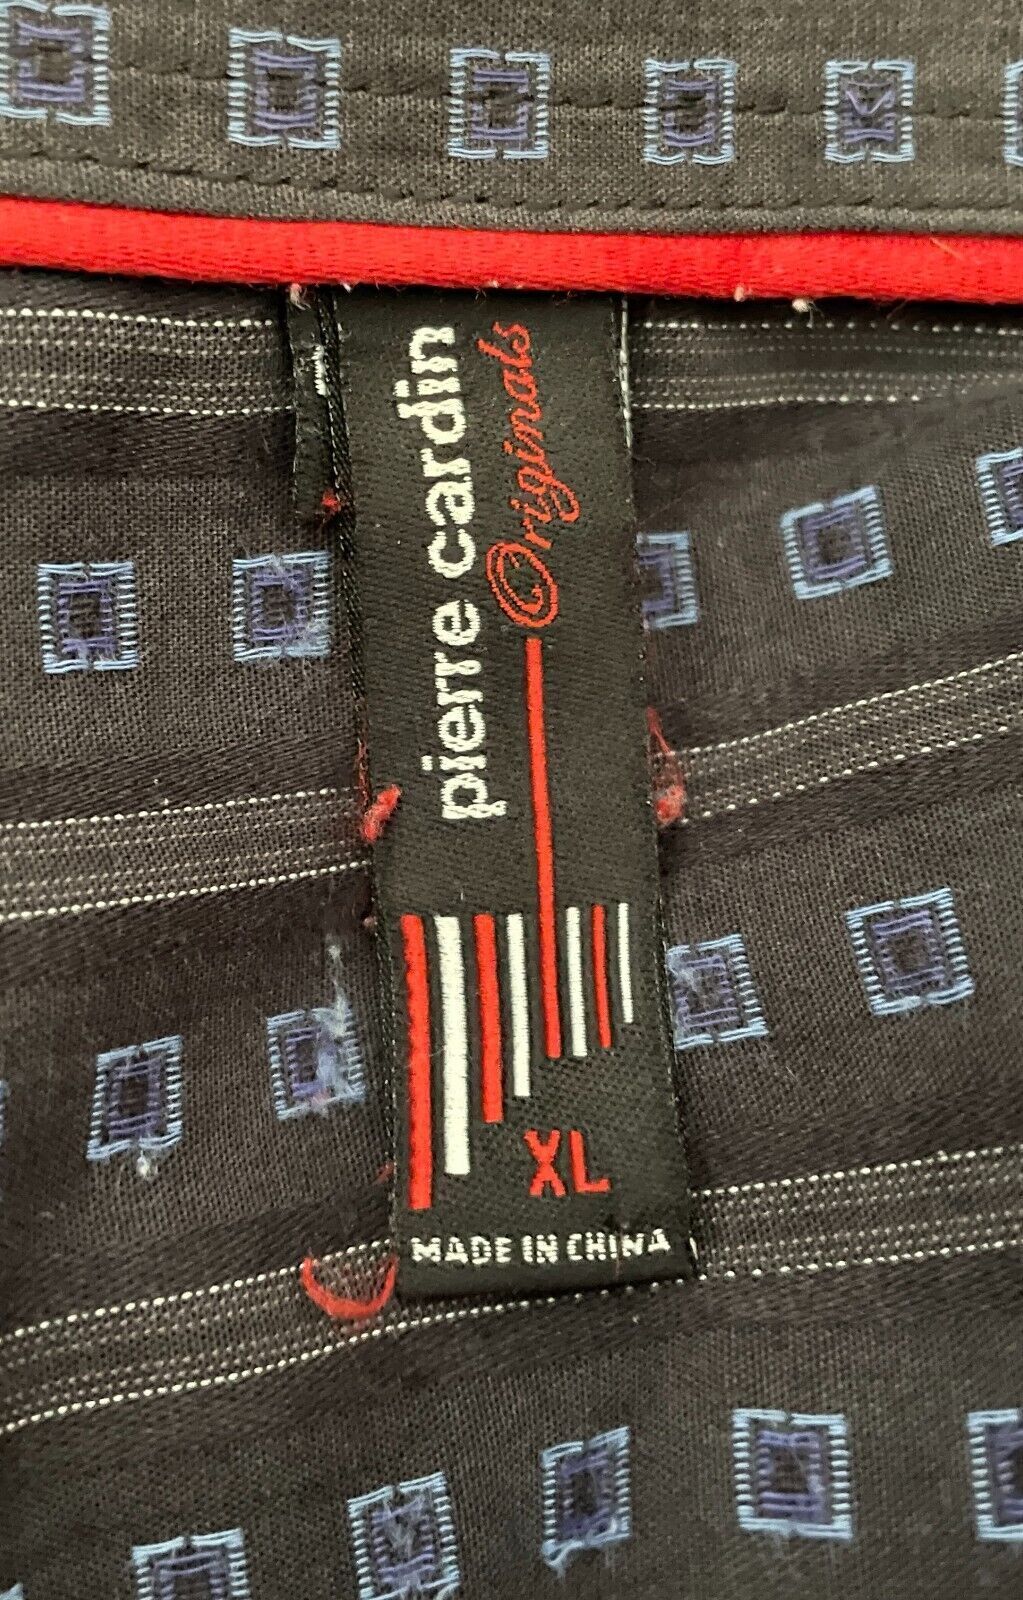 pierre cardin
Originals
XL
MADE IN CHINA